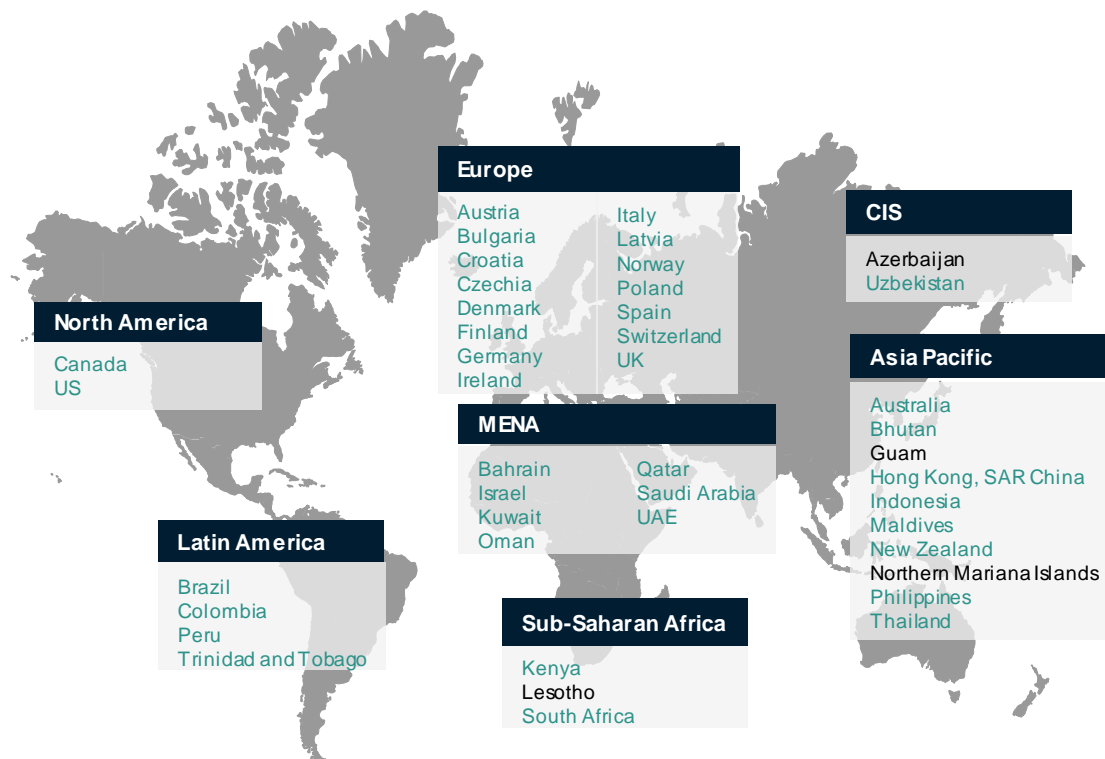 Europe
Austria
Bulgaria
Croatia
Czechia
Denmark
Finland
Germany
Ireland
Italy
Latvia
Norway
Poland
Spain
Switzerland
UK
CIS
Azerbaijan
Uzbekistan
North America
Canada
US
Asia Pacific
Australia
Bhutan
Guam
Hong Kong, SAR China
Indonesia
Maldives
New Zealand
Northern Mariana Islands
Philippines
Thailand
MENA
Bahrain
Israel
Kuwait
Oman
Qatar
Saudi Arabia
UAE
Latin America
Brazil
Colombia
Peru
Trinidad and Tobago
Sub-Saharan Africa
Kenya
Lesotho
South Africa